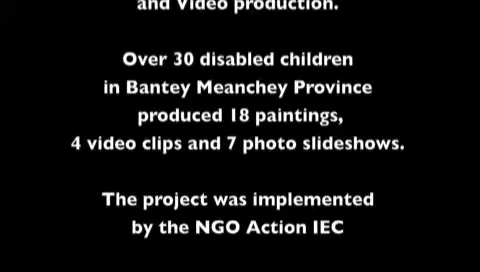 and Video production.
Over 30 disabled children
in Bantey Meanchey Province
produced 18 paintings,
4 video clips and 7 photo slideshows.
The project was implemented
by the NGO Action IEC